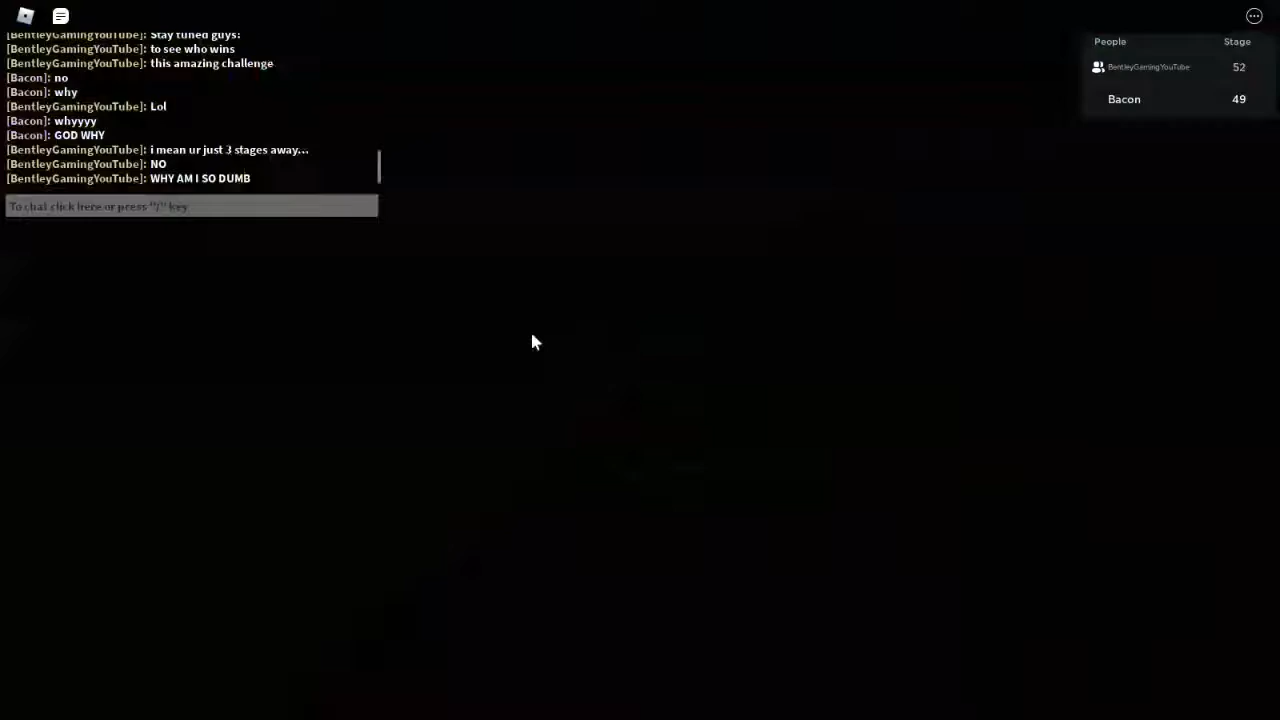 [BentleyGamingYouTube]: Stay tuned guys!
People Stage
[BentleyGamingYouTube]: to see who wins
[BentleyGamingYouTube]: this amazing challenge
BentleyGamingYouTube 52
[Bacon]: no
[Bacon]: why
Bacon 49
[BentleyGamingYouTube]: Lol
[Bacon]: whyyyy
[Bacon]: GOD WHY
[BentleyGamingYouTube]: i mean ur just 3 stages away...
[BentleyGamingYouTube]: NO
[BentleyGamingYouTube]: WHY AM I SO DUMB
To chat click here or press "/" key